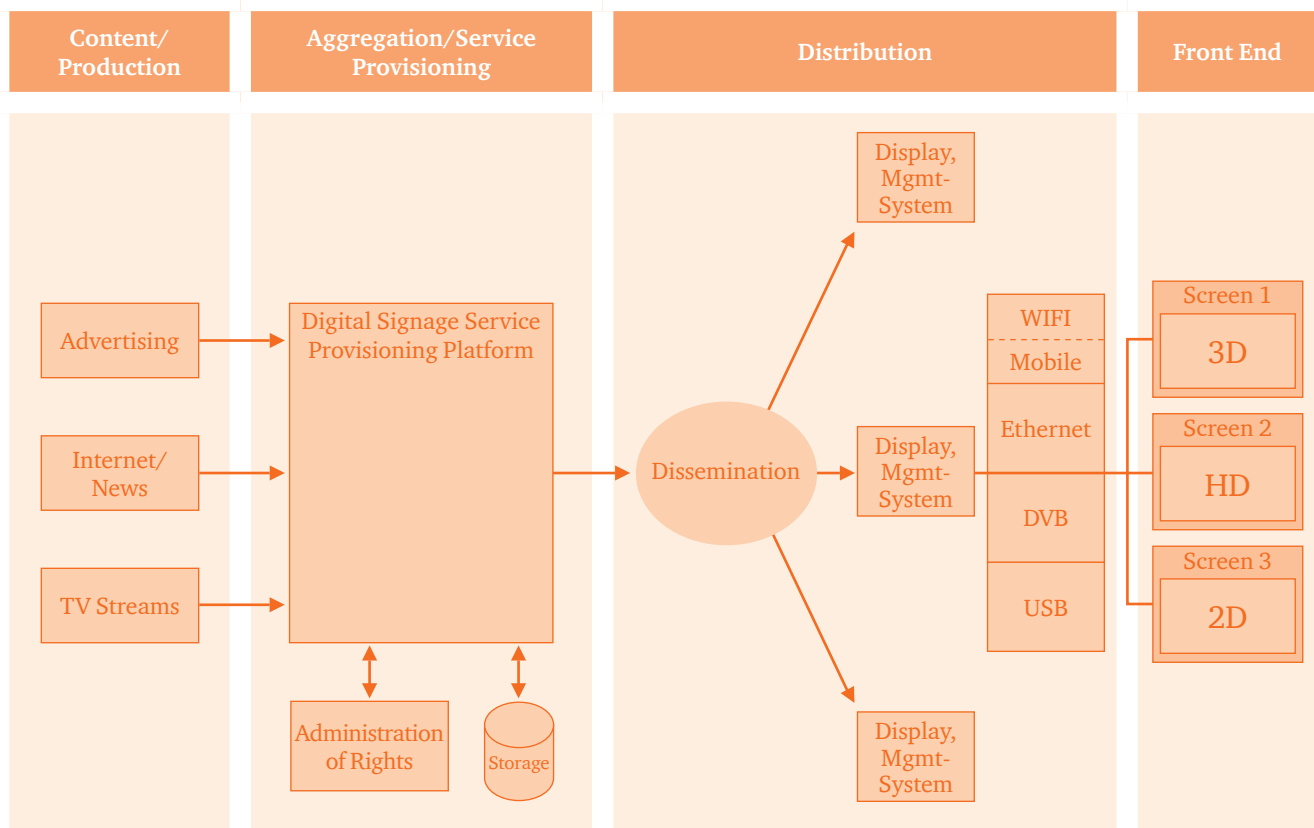 Content/
Production
Aggregation/Service
Provisioning
Distribution
Front End
Advertising
Internet/
News
TV Streams
Digital Signage Service
Provisioning Platform
Administration
of Rights
Storage
Dissemination
Display,
Mgmt-
System
Display,
Mgmt-
System
Display,
Mgmt-
System
WIFI
Mobile
Ethernet
DVB
USB
Screen 1
3D
Screen 2
HD
Screen 3
2D